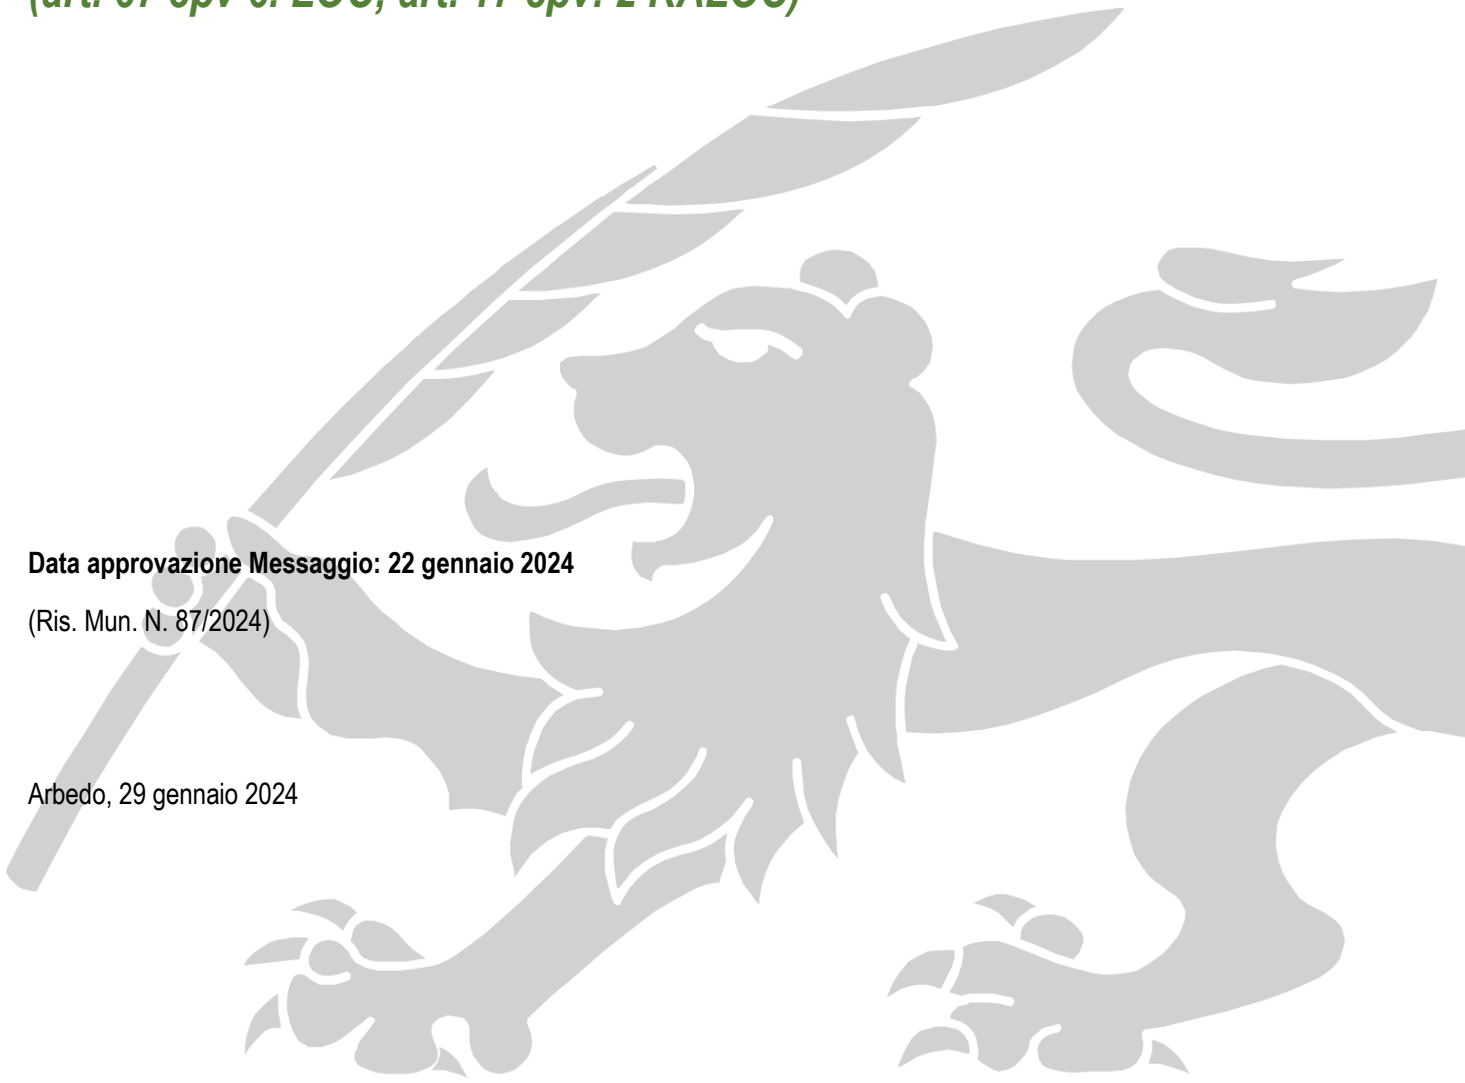 Data approvazione Messaggio: 22 gennaio 2024
(Ris. Mun. N. 87/2024)
Arbedo, 29 gennaio 2024